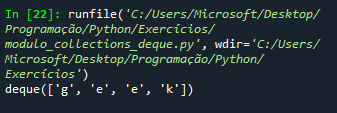 In [22]: runfile('C:/Users/Microsoft/Desktop/
Programação/Python/Exercícios/
modulo_collections_deque.py', wdir='C:/Users/
Microsoft/Desktop/Programação/Python/
Exercícios')
deque(['g', 'e', 'e', 'k'])